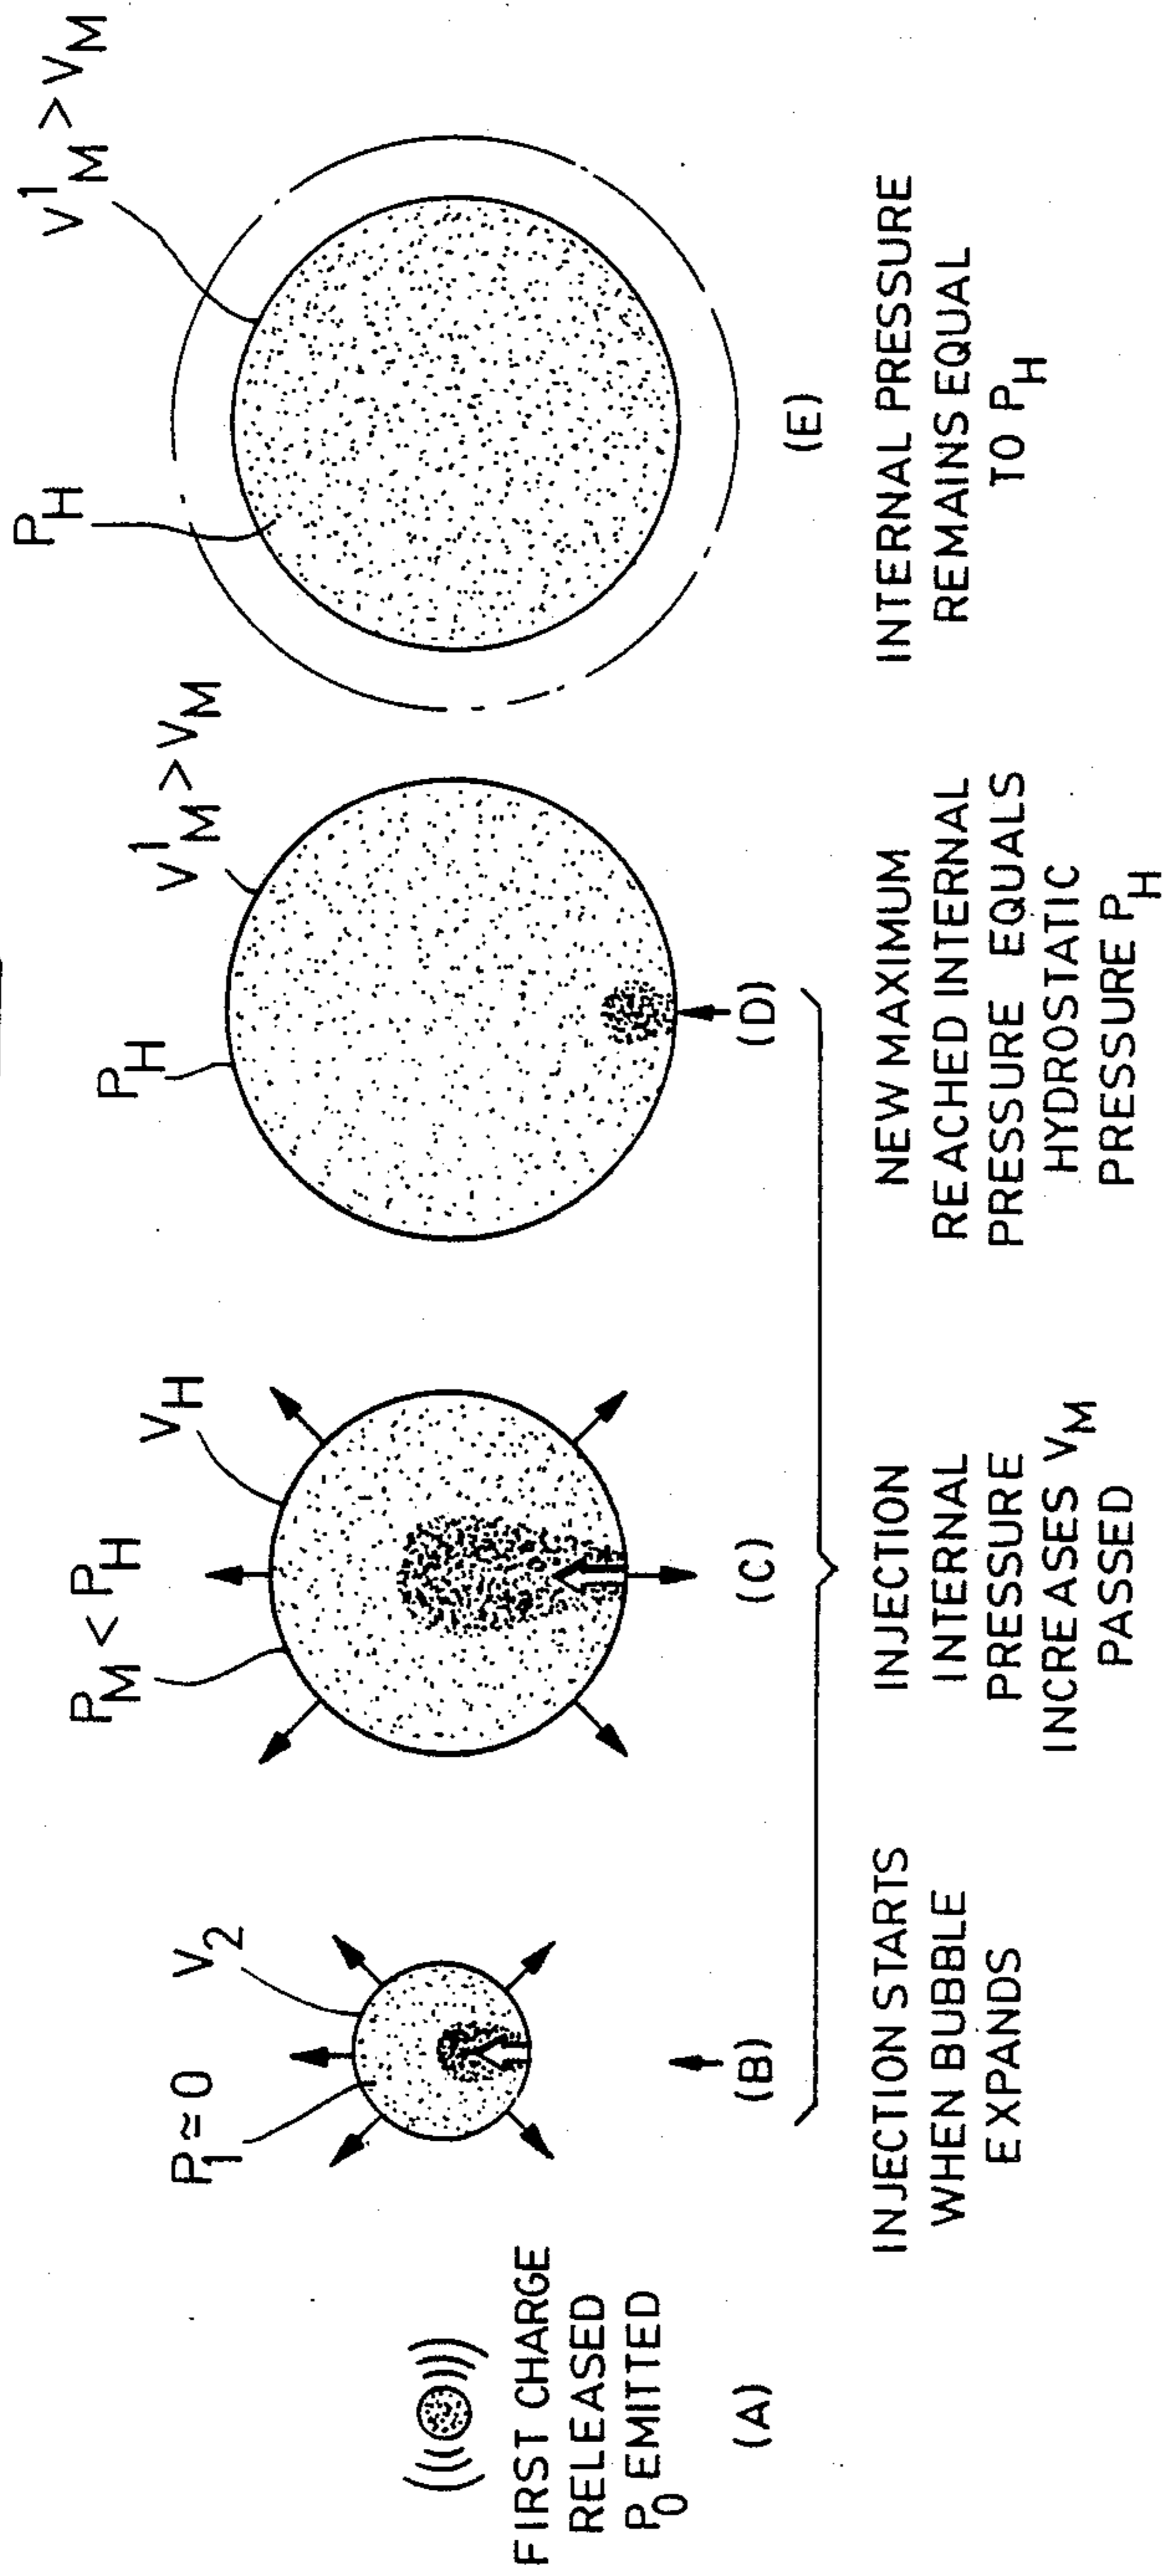 FIRST CHARGE
RELEASED
P0 EMITTED
(A)
P1≈0
V2
(B)
INJECTION STARTS
WHEN BUBBLE
EXPANDS
PM < PH
VH
(C)
INJECTION
INTERNAL
PRESSURE
INCREASES VM
PASSED
PH
V1M > VM
(D)
NEW MAXIMUM
REACHED INTERNAL
PRESSURE EQUALS
HYDROSTATIC
PRESSURE PH
PH
V1M > VM
(E)
INTERNAL PRESSURE
REMAINS EQUAL
TO PH